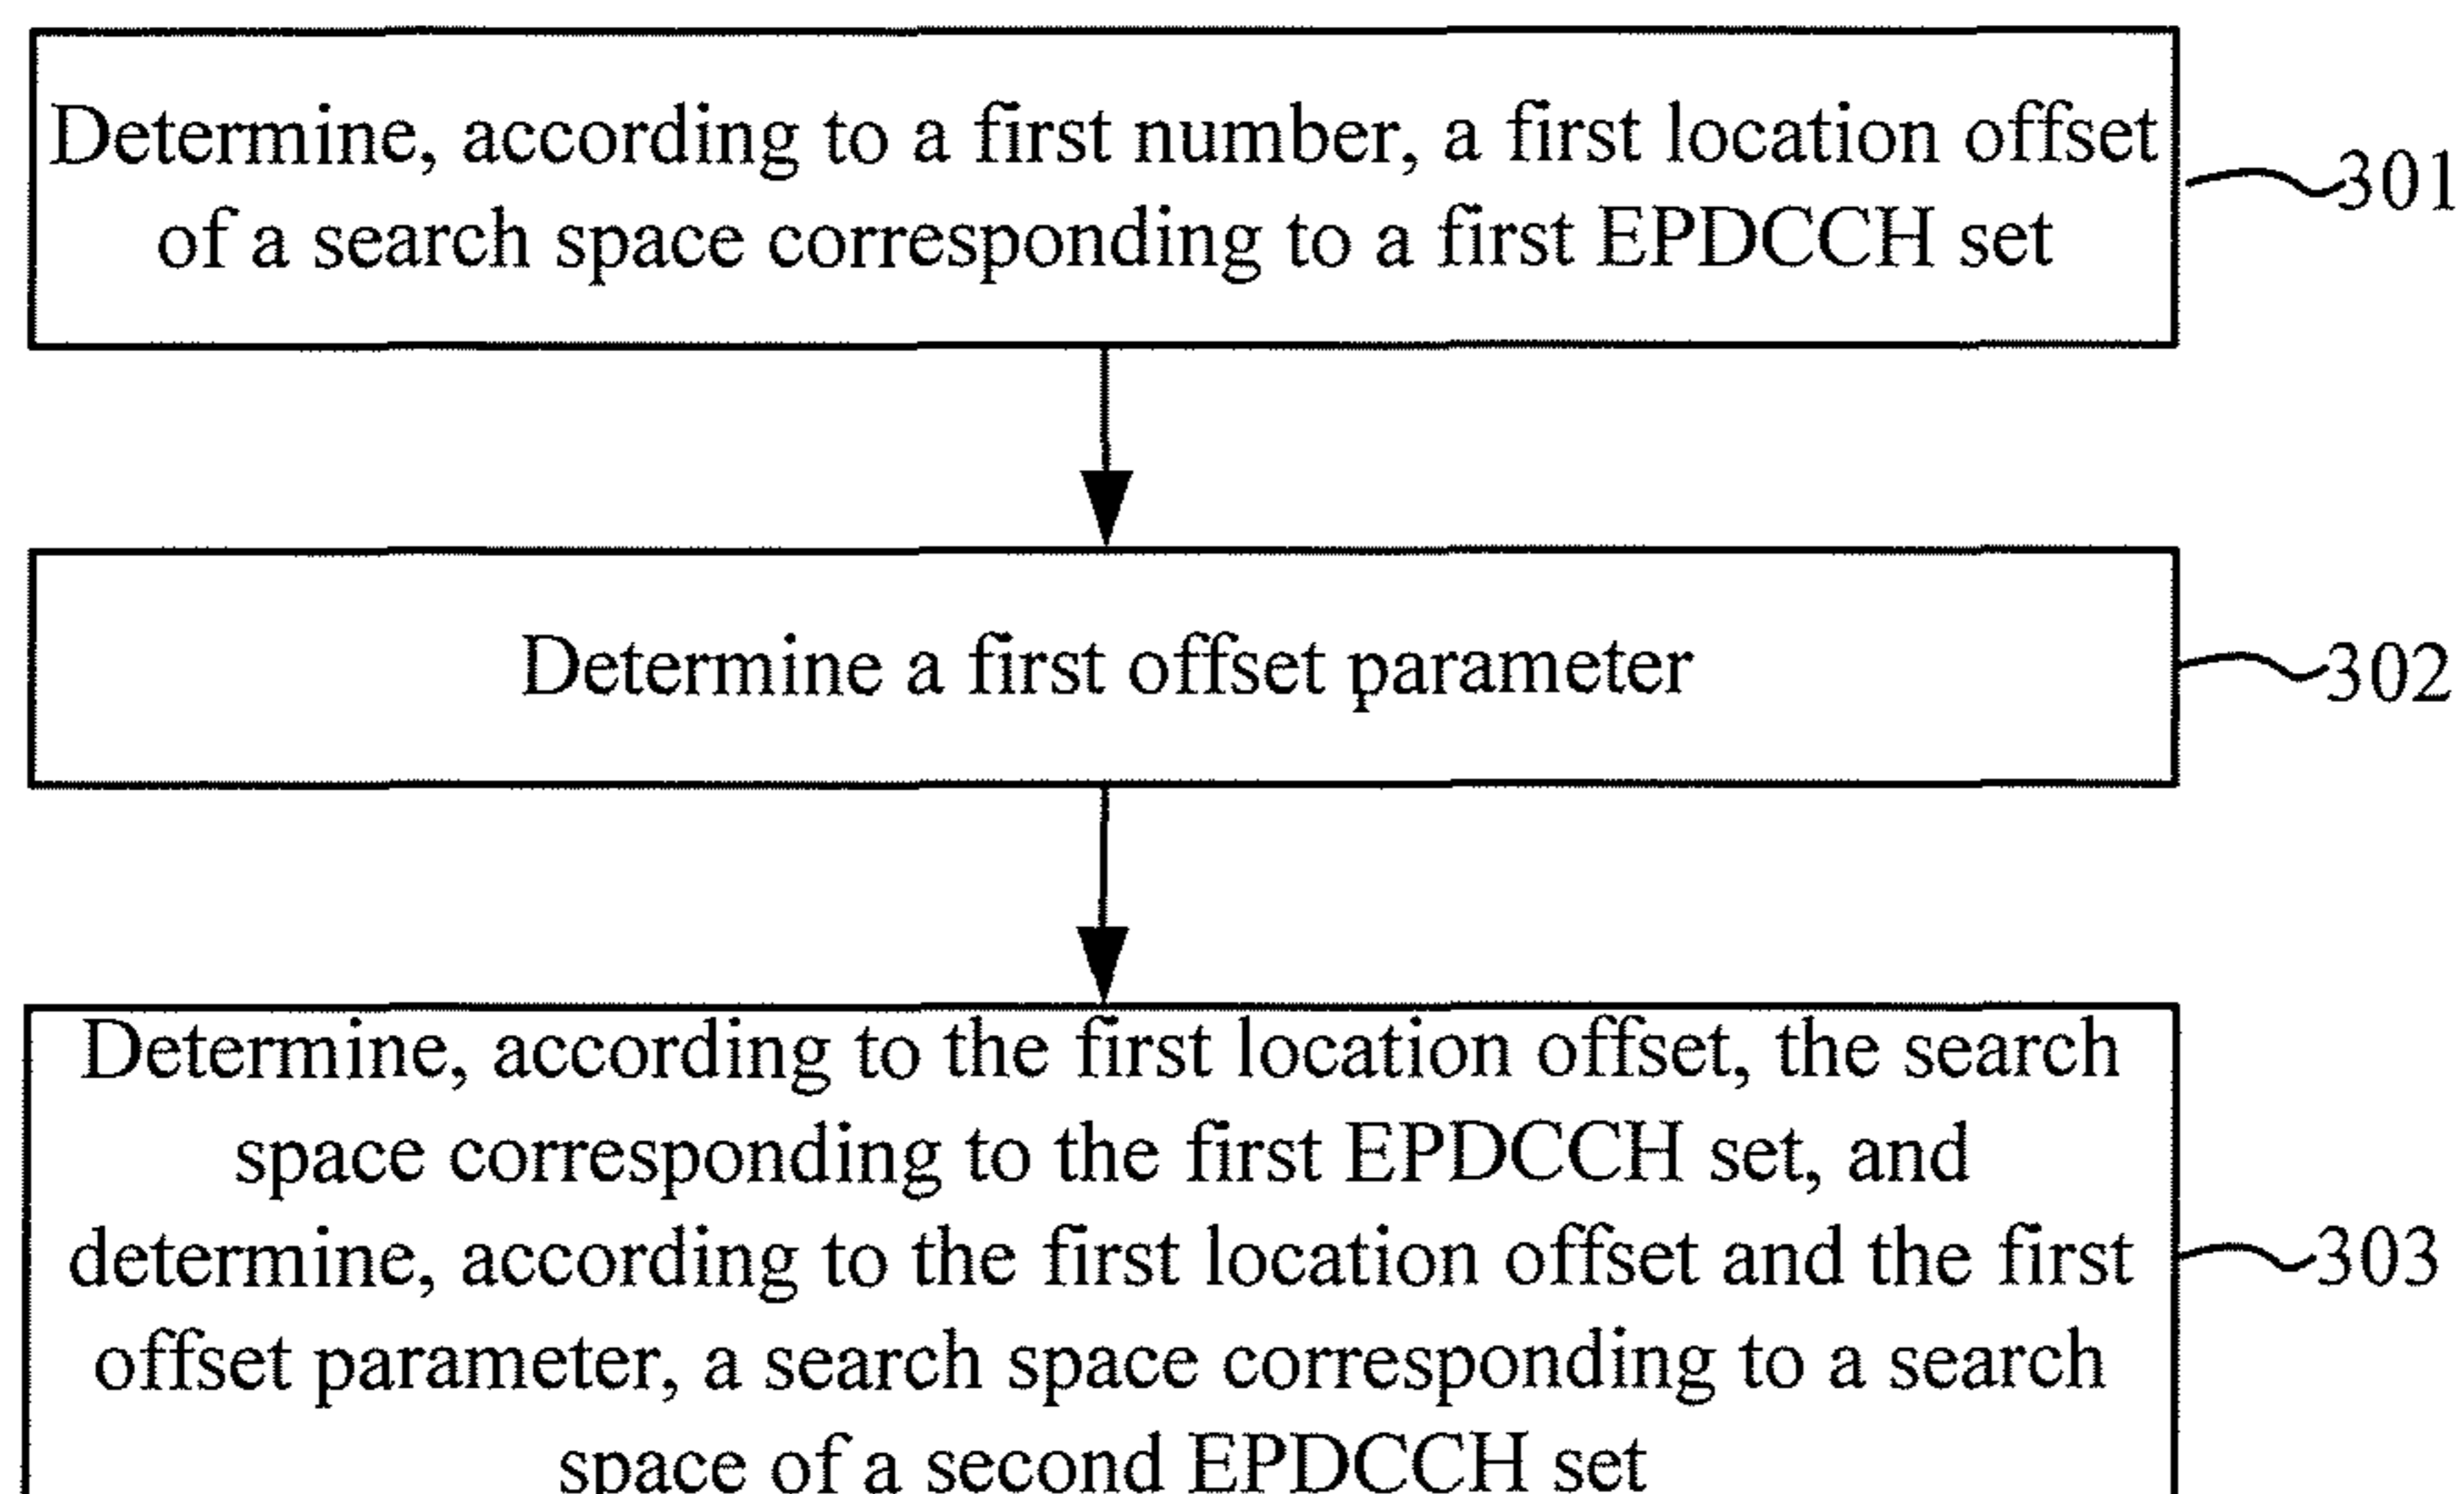 Determine, according to a first number, a first location offset
of a search space corresponding to a first EPDCCH set
301
Determine a first offset parameter
302
Determine, according to the first location offset, the search
space corresponding to the first EPDCCH set, and
determine, according to the first location offset and the first
offset parameter, a search space corresponding to a search
space of a second EPDCCH set
303